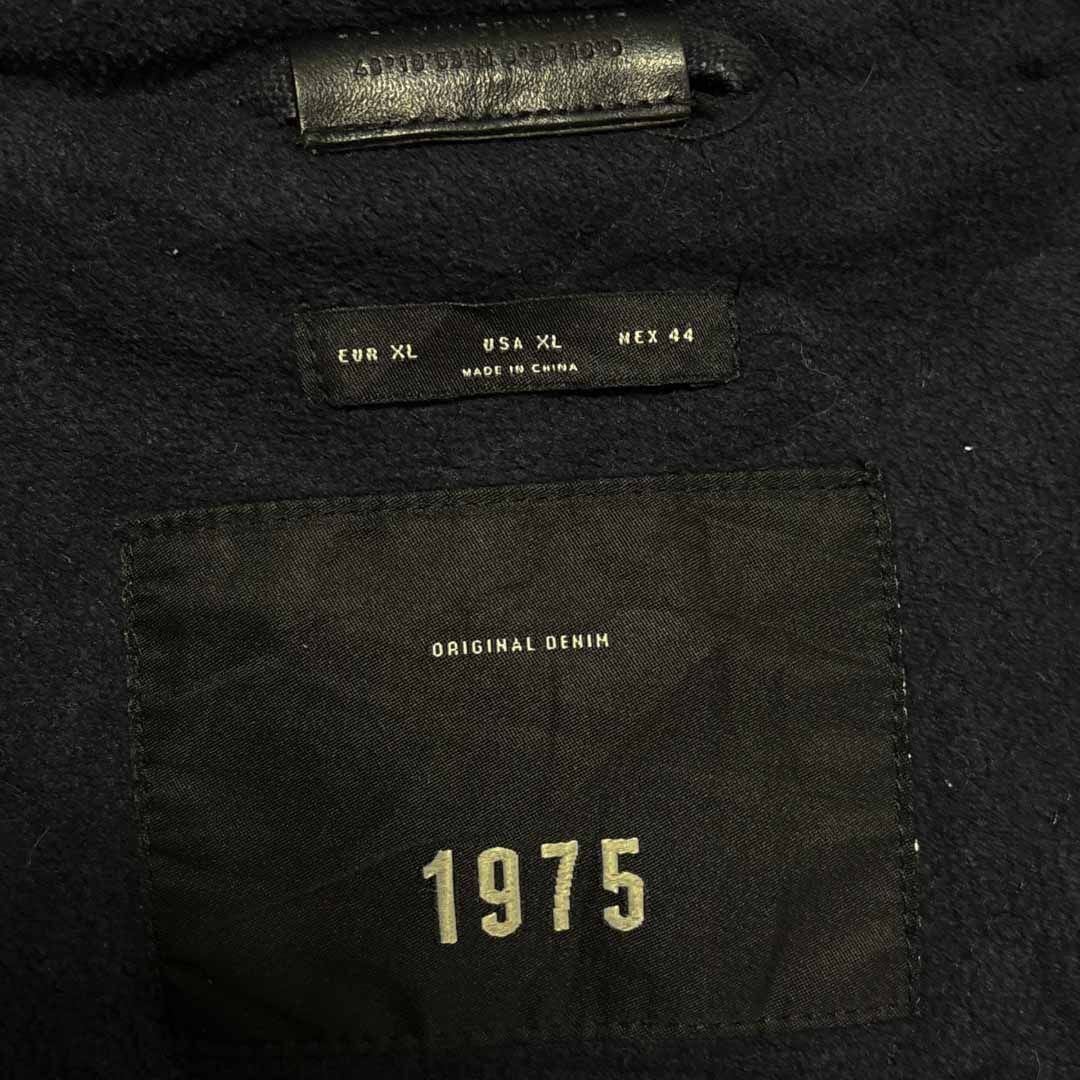 EUR XL USA XL MEX 44
MADE IN CHINA
ORIGINAL DENIM
1975